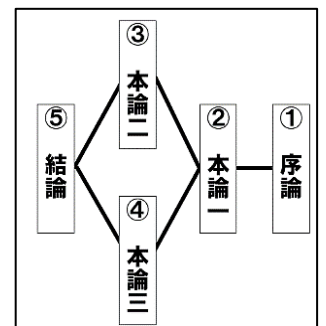 ① 序論
② 本論一
③ 本論二
④ 本論三
⑤ 結論